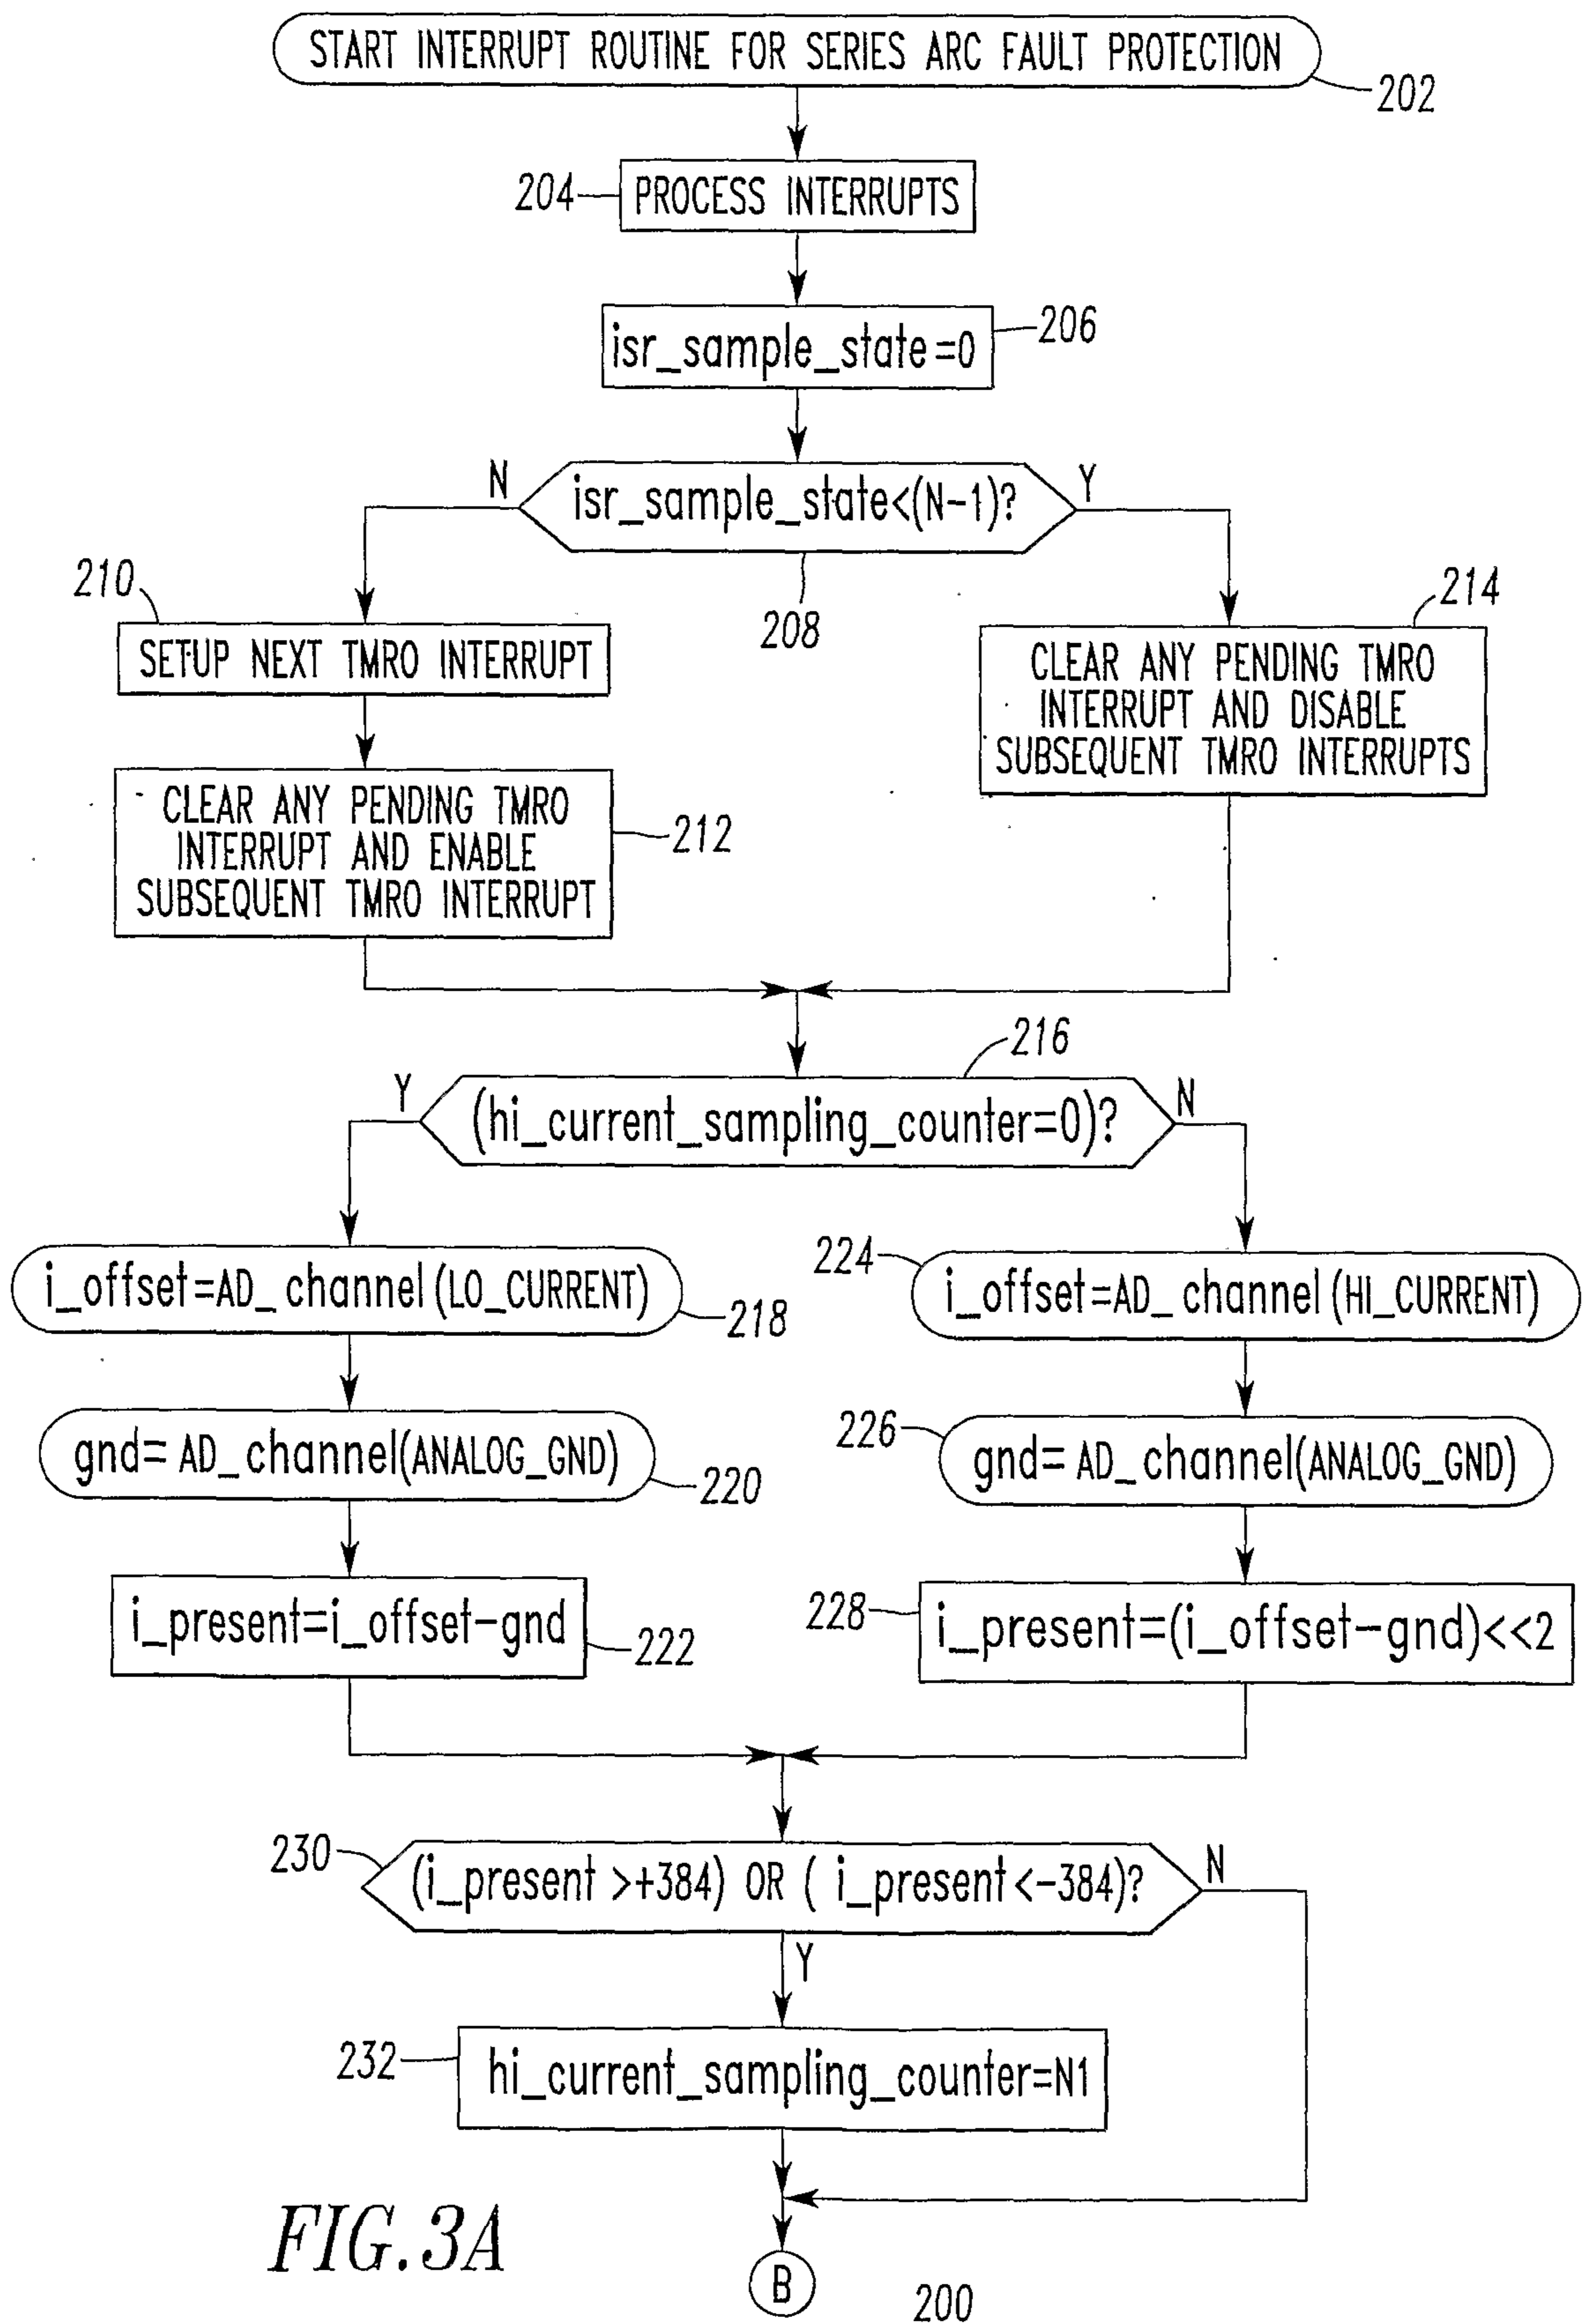 START INTERRUPT ROUTINE FOR SERIES ARC FAULT PROTECTION
202
204
PROCESS INTERRUPTS
isr_sample_state=0
206
N
isr_sample_state<(N-1)?
Y
208
210
SETUP NEXT TMRO INTERRUPT
214
CLEAR ANY PENDING TMRO
INTERRUPT AND DISABLE
SUBSEQUENT TMRO INTERRUPTS
CLEAR ANY PENDING TMRO
INTERRUPT AND ENABLE
SUBSEQUENT TMRO INTERRUPT
212
216
Y
(hi_current_sampling_counter=0)?
N
i_offset=AD_channel(LO_CURRENT)
218
224
i_offset=AD_channel(HI_CURRENT)
gnd=AD_channel(ANALOG_GND)
220
226
gnd=AD_channel(ANALOG_GND)
i_present=i_offset-gnd
222
228
i_present=(i_offset-gnd)<<2
230
(i_present >+384) OR ( i_present<-384)?
N
Y
232
hi_current_sampling_counter=N1
FIG.3A
B
200